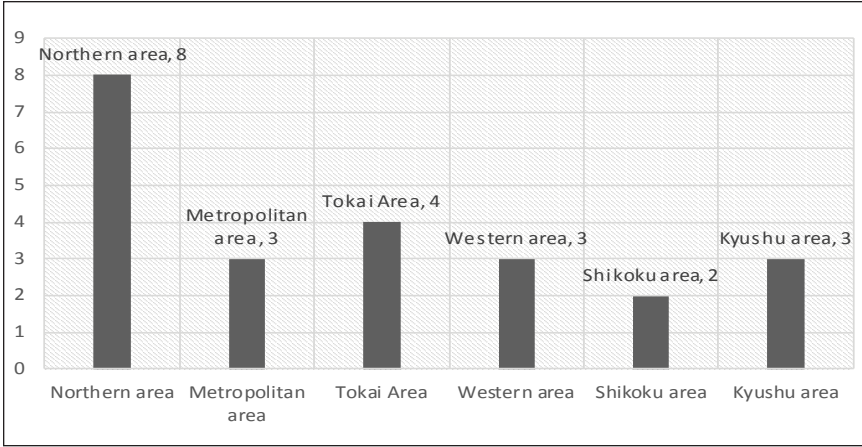 9
8
7
6
5
4
3
2
1
0
Northern area, 8
Metropolitan
area, 3
Tokai Area, 4
Western area, 3
Shikoku area, 2
Kyushu area, 3
Northern area
Metropolitan
area
Tokai Area
Western area
Shikoku area
Kyushu area